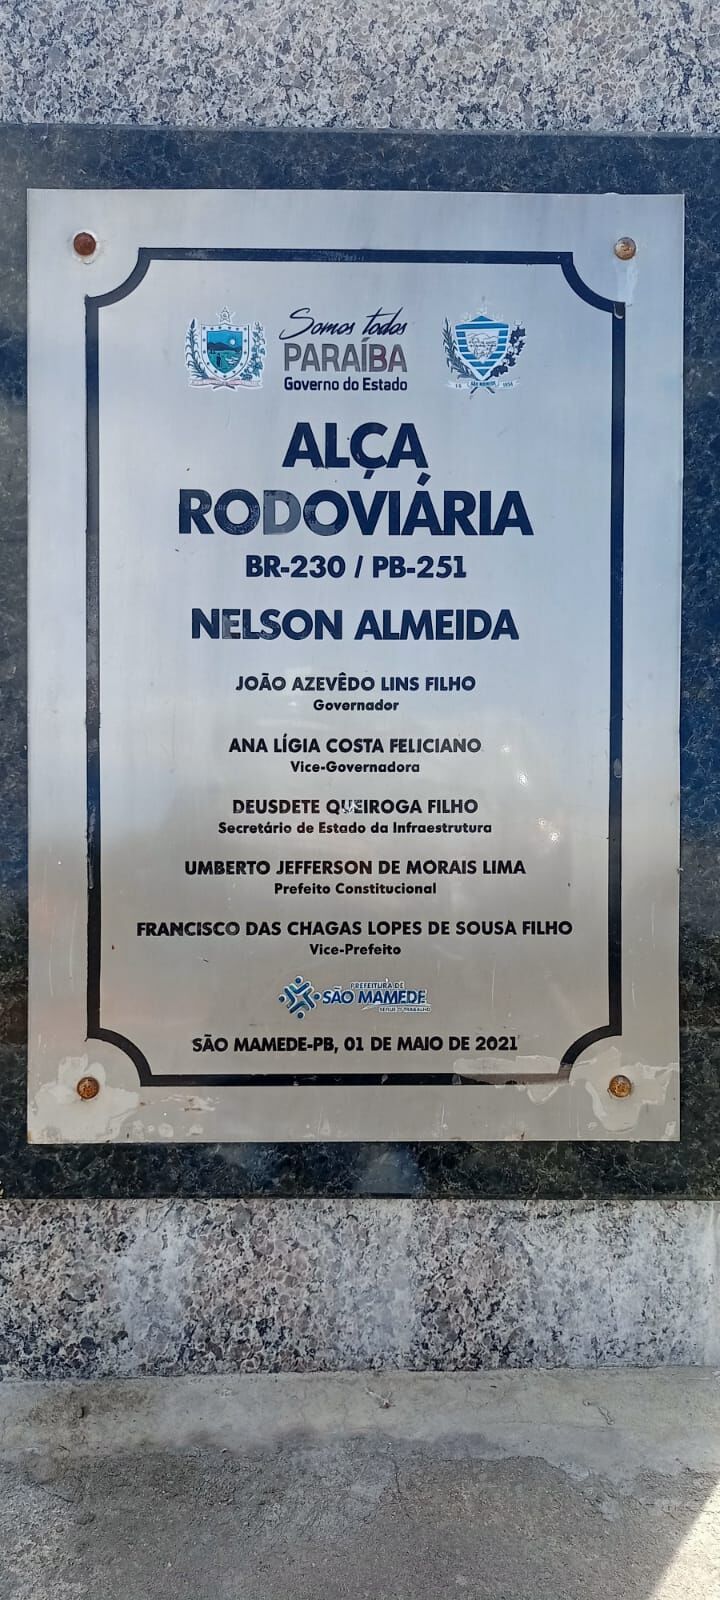 Somos todos
PARAÍBA
Governo do Estado
SÃO MAMEDE
ALÇA
RODOVIÁRIA
BR-230 / PB-251
NELSON ALMEIDA
JOÃO AZEVÊDO LINS FILHO
Governador
ANA LÍGIA COSTA FELICIANO
Vice-Governadora
DEUSDETE QUEIROGA FILHO
Secretário de Estado da Infraestrutura
UMBERTO JEFFERSON DE MORAIS LIMA
Prefeito Constitucional
FRANCISCO DAS CHAGAS LOPES DE SOUSA FILHO
Vice-Prefeito
PREFEITURA DE
SÃO MAMEDE
SÃO MAMEDE-PB, 01 DE MAIO DE 2021